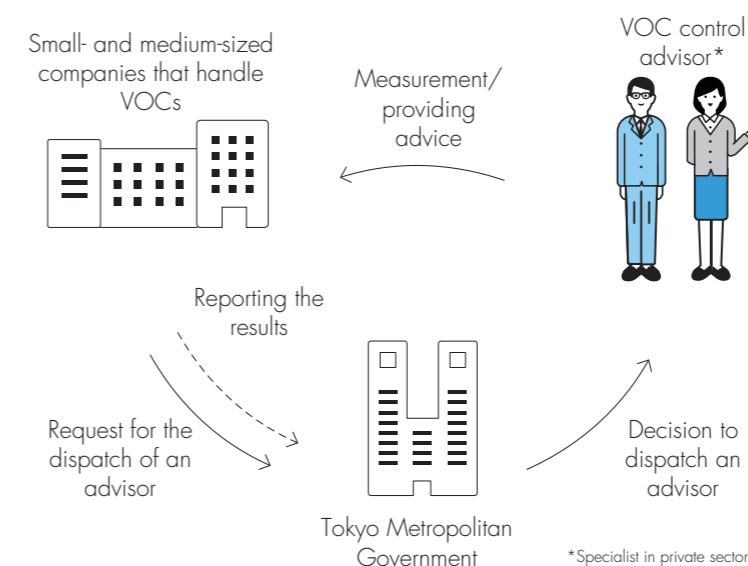 Small- and medium-sized
companies that handle
VOCs
Measurement/
providing
advice
VOC control
advisor*
Reporting the
results
Request for the
dispatch of an
advisor
Tokyo Metropolitan
Government
Decision to
dispatch an
advisor
*Specialist in private sector